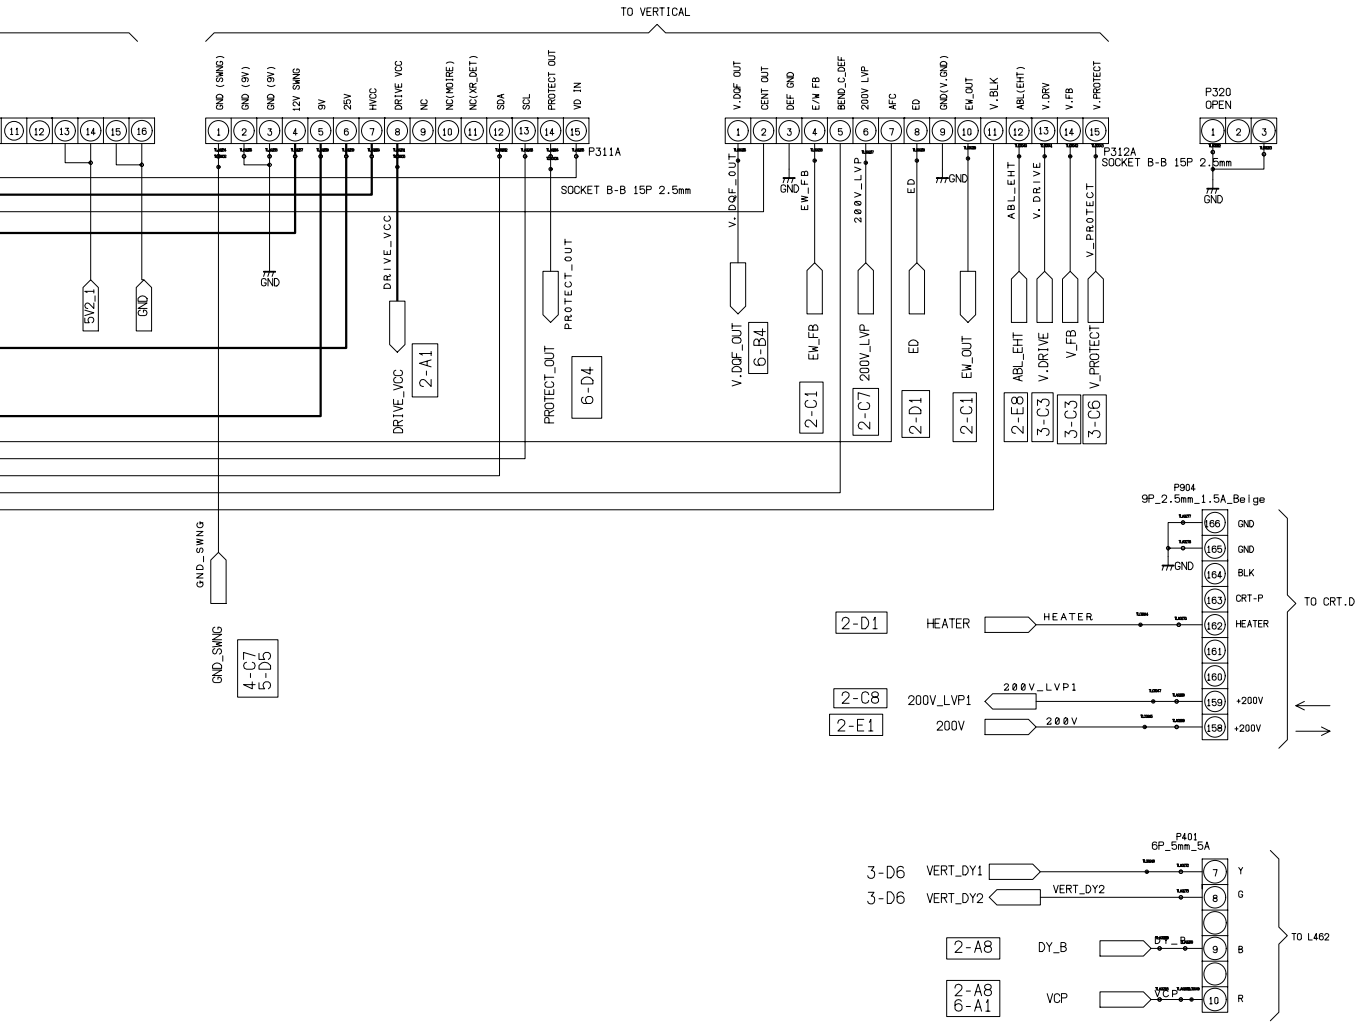 TO VERTICAL
GND (SWNG)
GND (9V)
GND (9V)
12V SWNG
9V
25V
HVCC
DRIVE VCC
NC
NC(MOIRE)
NC(XR_DET)
SDA
SCL
PROTECT OUT
VD IN
V.DQF OUT
CENT OUT
DEF GND
E/W FB
BEND_C_DEF
200V LVP
AFC
ED
GND(V.GND)
EW_OUT
V.BLK
ABL(EHT)
V.DRV
V.FB
V.PROTECT
P320
OPEN
11 12 13 14 15 16
1 2 3 4 5 6 7 8 9 10 11 12 13 14 15
P311A
SOCKET B-B 15P 2.5mm
1 2 3 4 5 6 7 8 9 10 11 12 13 14 15
P312A
SOCKET B-B 15P 2.5mm
1 2 3
GND
5V2_1
GND
GND
DRIVE_VCC
DRIVE_VCC
2-A1
PROTECT_OUT
PROTECT_OUT
6-D4
V.DQF_OUT
V.DQF_OUT
6-B4
GND
EW_FB
EW_FB
2-C1
200V_LVP
200V_LVP
2-C7
ED
ED
2-D1
GND
EW_OUT
2-C1
ABL_EHT
ABL_EHT
2-E8
V.DRIVE
V.DRIVE
3-C3
V_FB
3-C3
V_PROTECT
V_PROTECT
3-C6
GND_SWNG
GND_SWNG
4-C7
5-D5
P904
9P_2.5mm_1.5A_Beige
166 GND
165 GND
GND
164 BLK
163 CRT-P
TO CRT.D
2-D1 HEATER HEATER 162 HEATER
161
160
2-C8 200V_LVP1 200V_LVP1 159 +200V
2-E1 200V 200V 158 +200V
P401
6P_5mm_5A
3-D6 VERT_DY1 7 Y
3-D6 VERT_DY2 VERT_DY2 8 G
TO L462
2-A8 DY_B DY_B 9 B
2-A8
6-A1
VCP VCP 10 R